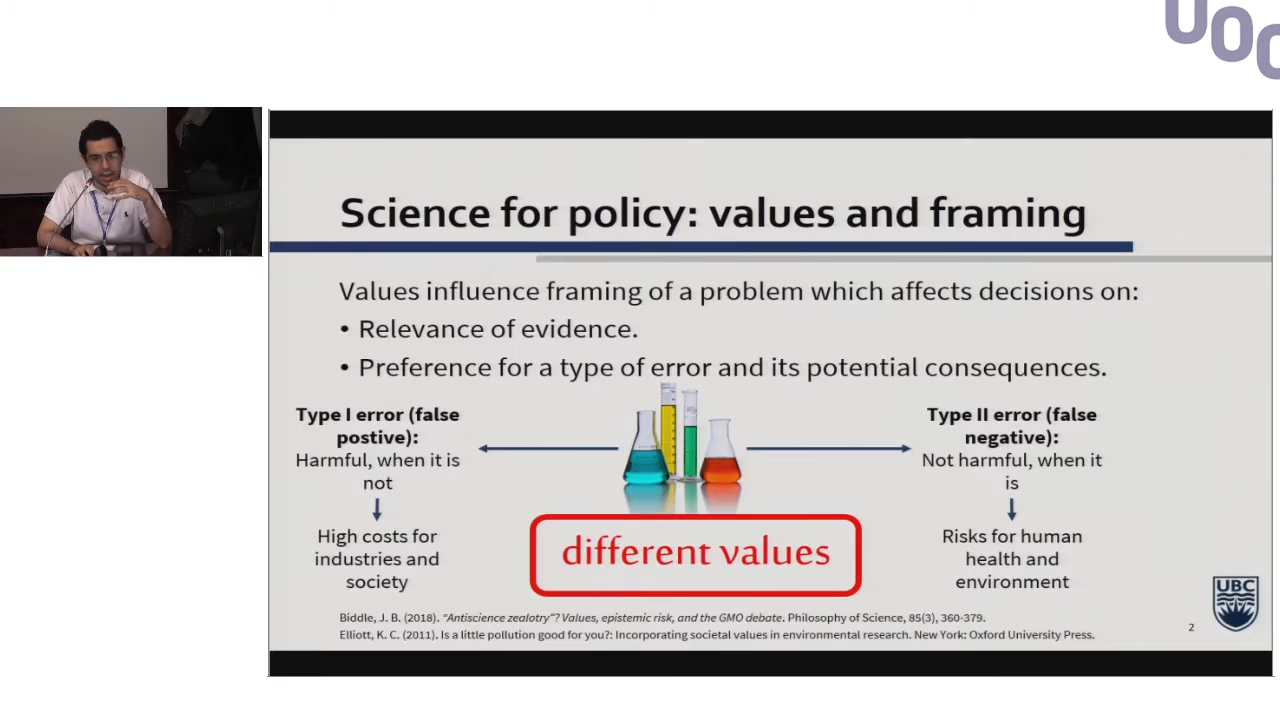 UOC
Science for policy: values and framing
Values influence framing of a problem which affects decisions on:
• Relevance of evidence.
• Preference for a type of error and its potential consequences.
Type I error (false
postive):
Harmful, when it is
not
High costs for
industries and
society
different values
Type II error (false
negative):
Not harmful, when it
is
Risks for human
health and
environment
Biddle, J. B. (2018). “Antiscience zealotry”? Values, epistemic risk, and the GMO debate. Philosophy of Science, 85(3), 360-379.
Elliott, K. C. (2011). Is a little pollution good for you?: Incorporating societal values in environmental research. New York: Oxford University Press.
2
UBC